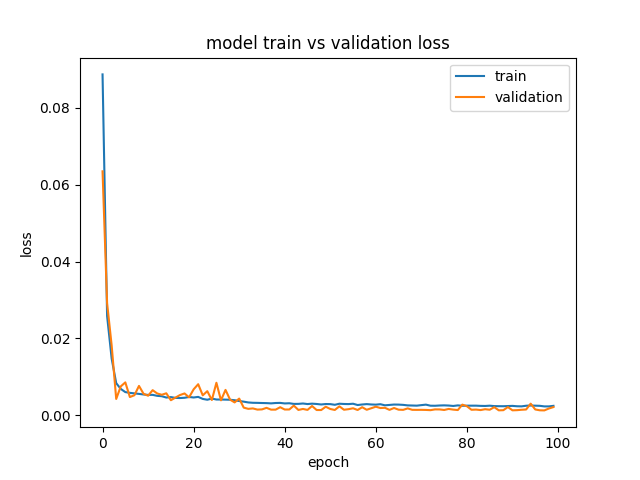 model train vs validation loss
train
validation
loss
0.08
0.06
0.04
0.02
0.00
0 20 40 60 80 100
epoch